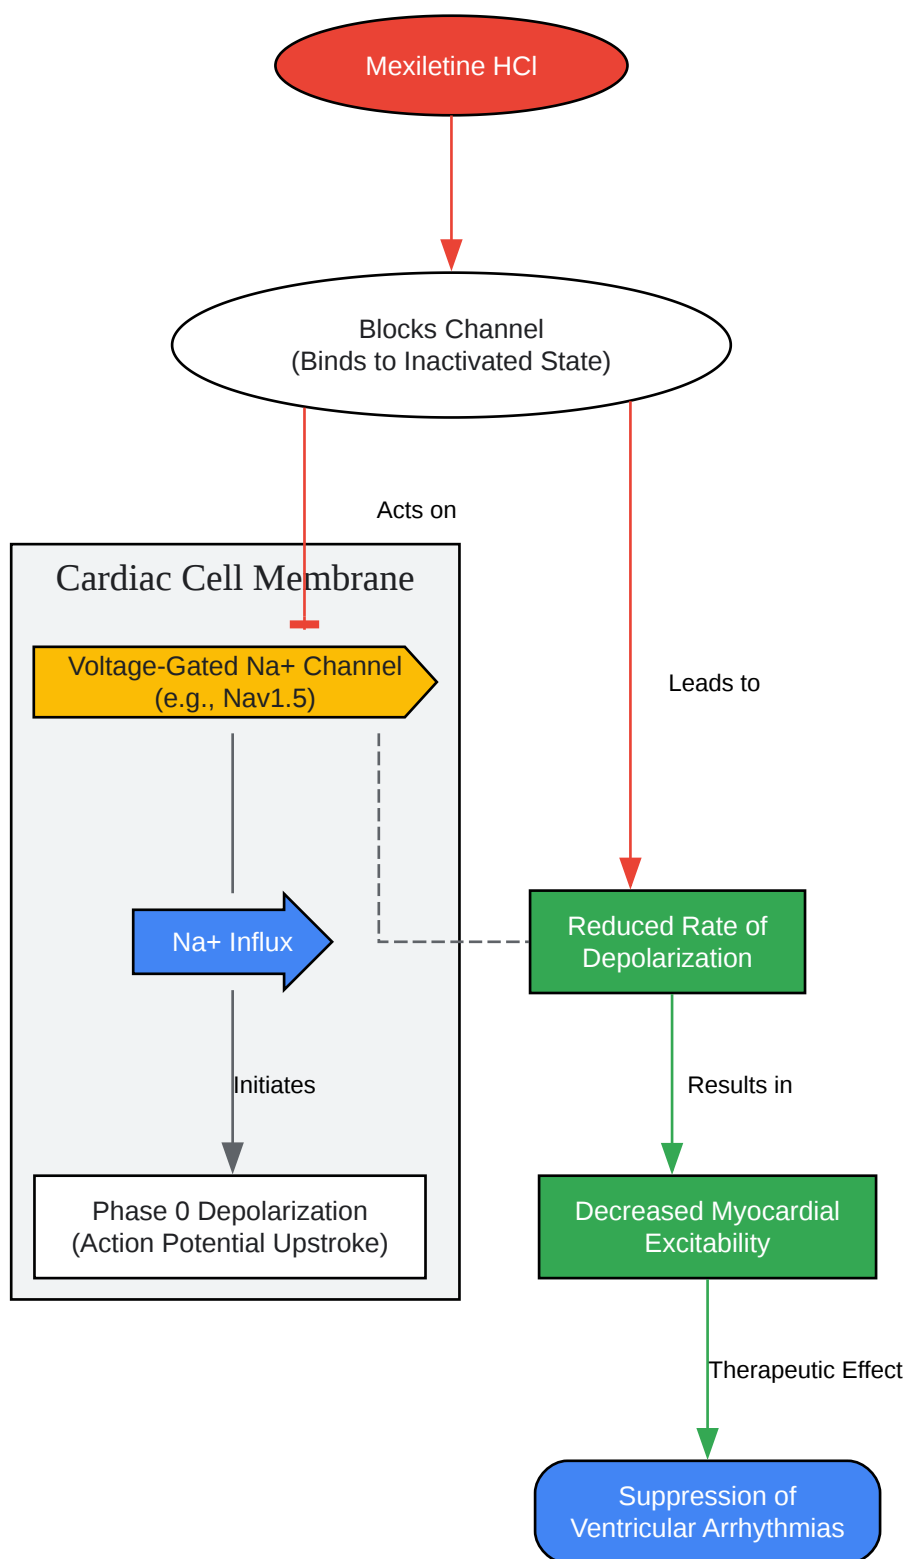 Mexiletine HCl
Blocks Channel
(Binds to Inactivated State)
Acts on
Cardiac Cell Membrane
Voltage-Gated Na+ Channel
(e.g., Nav1.5)
Leads to
Na+ Influx
Reduced Rate of
Depolarization
Initiates
Results in
Phase 0 Depolarization
(Action Potential Upstroke)
Decreased Myocardial
Excitability
Therapeutic Effect
Suppression of
Ventricular Arrhythmias